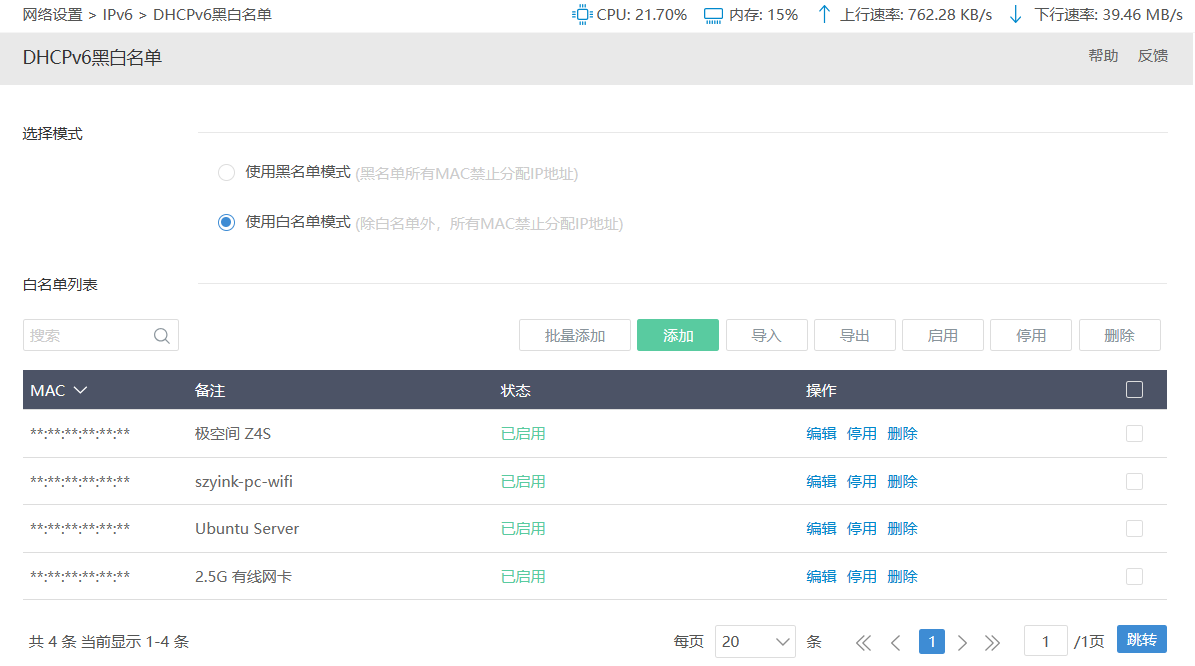 网络设置 > IPv6 > DHCPv6黑白名单 CPU: 21.70% 内存: 15% 上行速率: 762.28 KB/s 下行速率: 39.46 MB/s
DHCPv6黑白名单 帮助 反馈
选择模式
使用黑名单模式 (黑名单所有MAC禁止分配IP地址)
使用白名单模式 (除白名单外，所有MAC禁止分配IP地址)
白名单列表
搜索 批量添加 添加 导入 导出 启用 停用 删除
MAC 备注 状态 操作
**:**:**:**:**:** 极空间 Z4S 已启用 编辑 停用 删除
**:**:**:**:**:** szyink-pc-wifi 已启用 编辑 停用 删除
**:**:**:**:**:** Ubuntu Server 已启用 编辑 停用 删除
**:**:**:**:**:** 2.5G 有线网卡 已启用 编辑 停用 删除
共 4 条 当前显示 1-4 条 每页 20 条 1 1 /1页 跳转